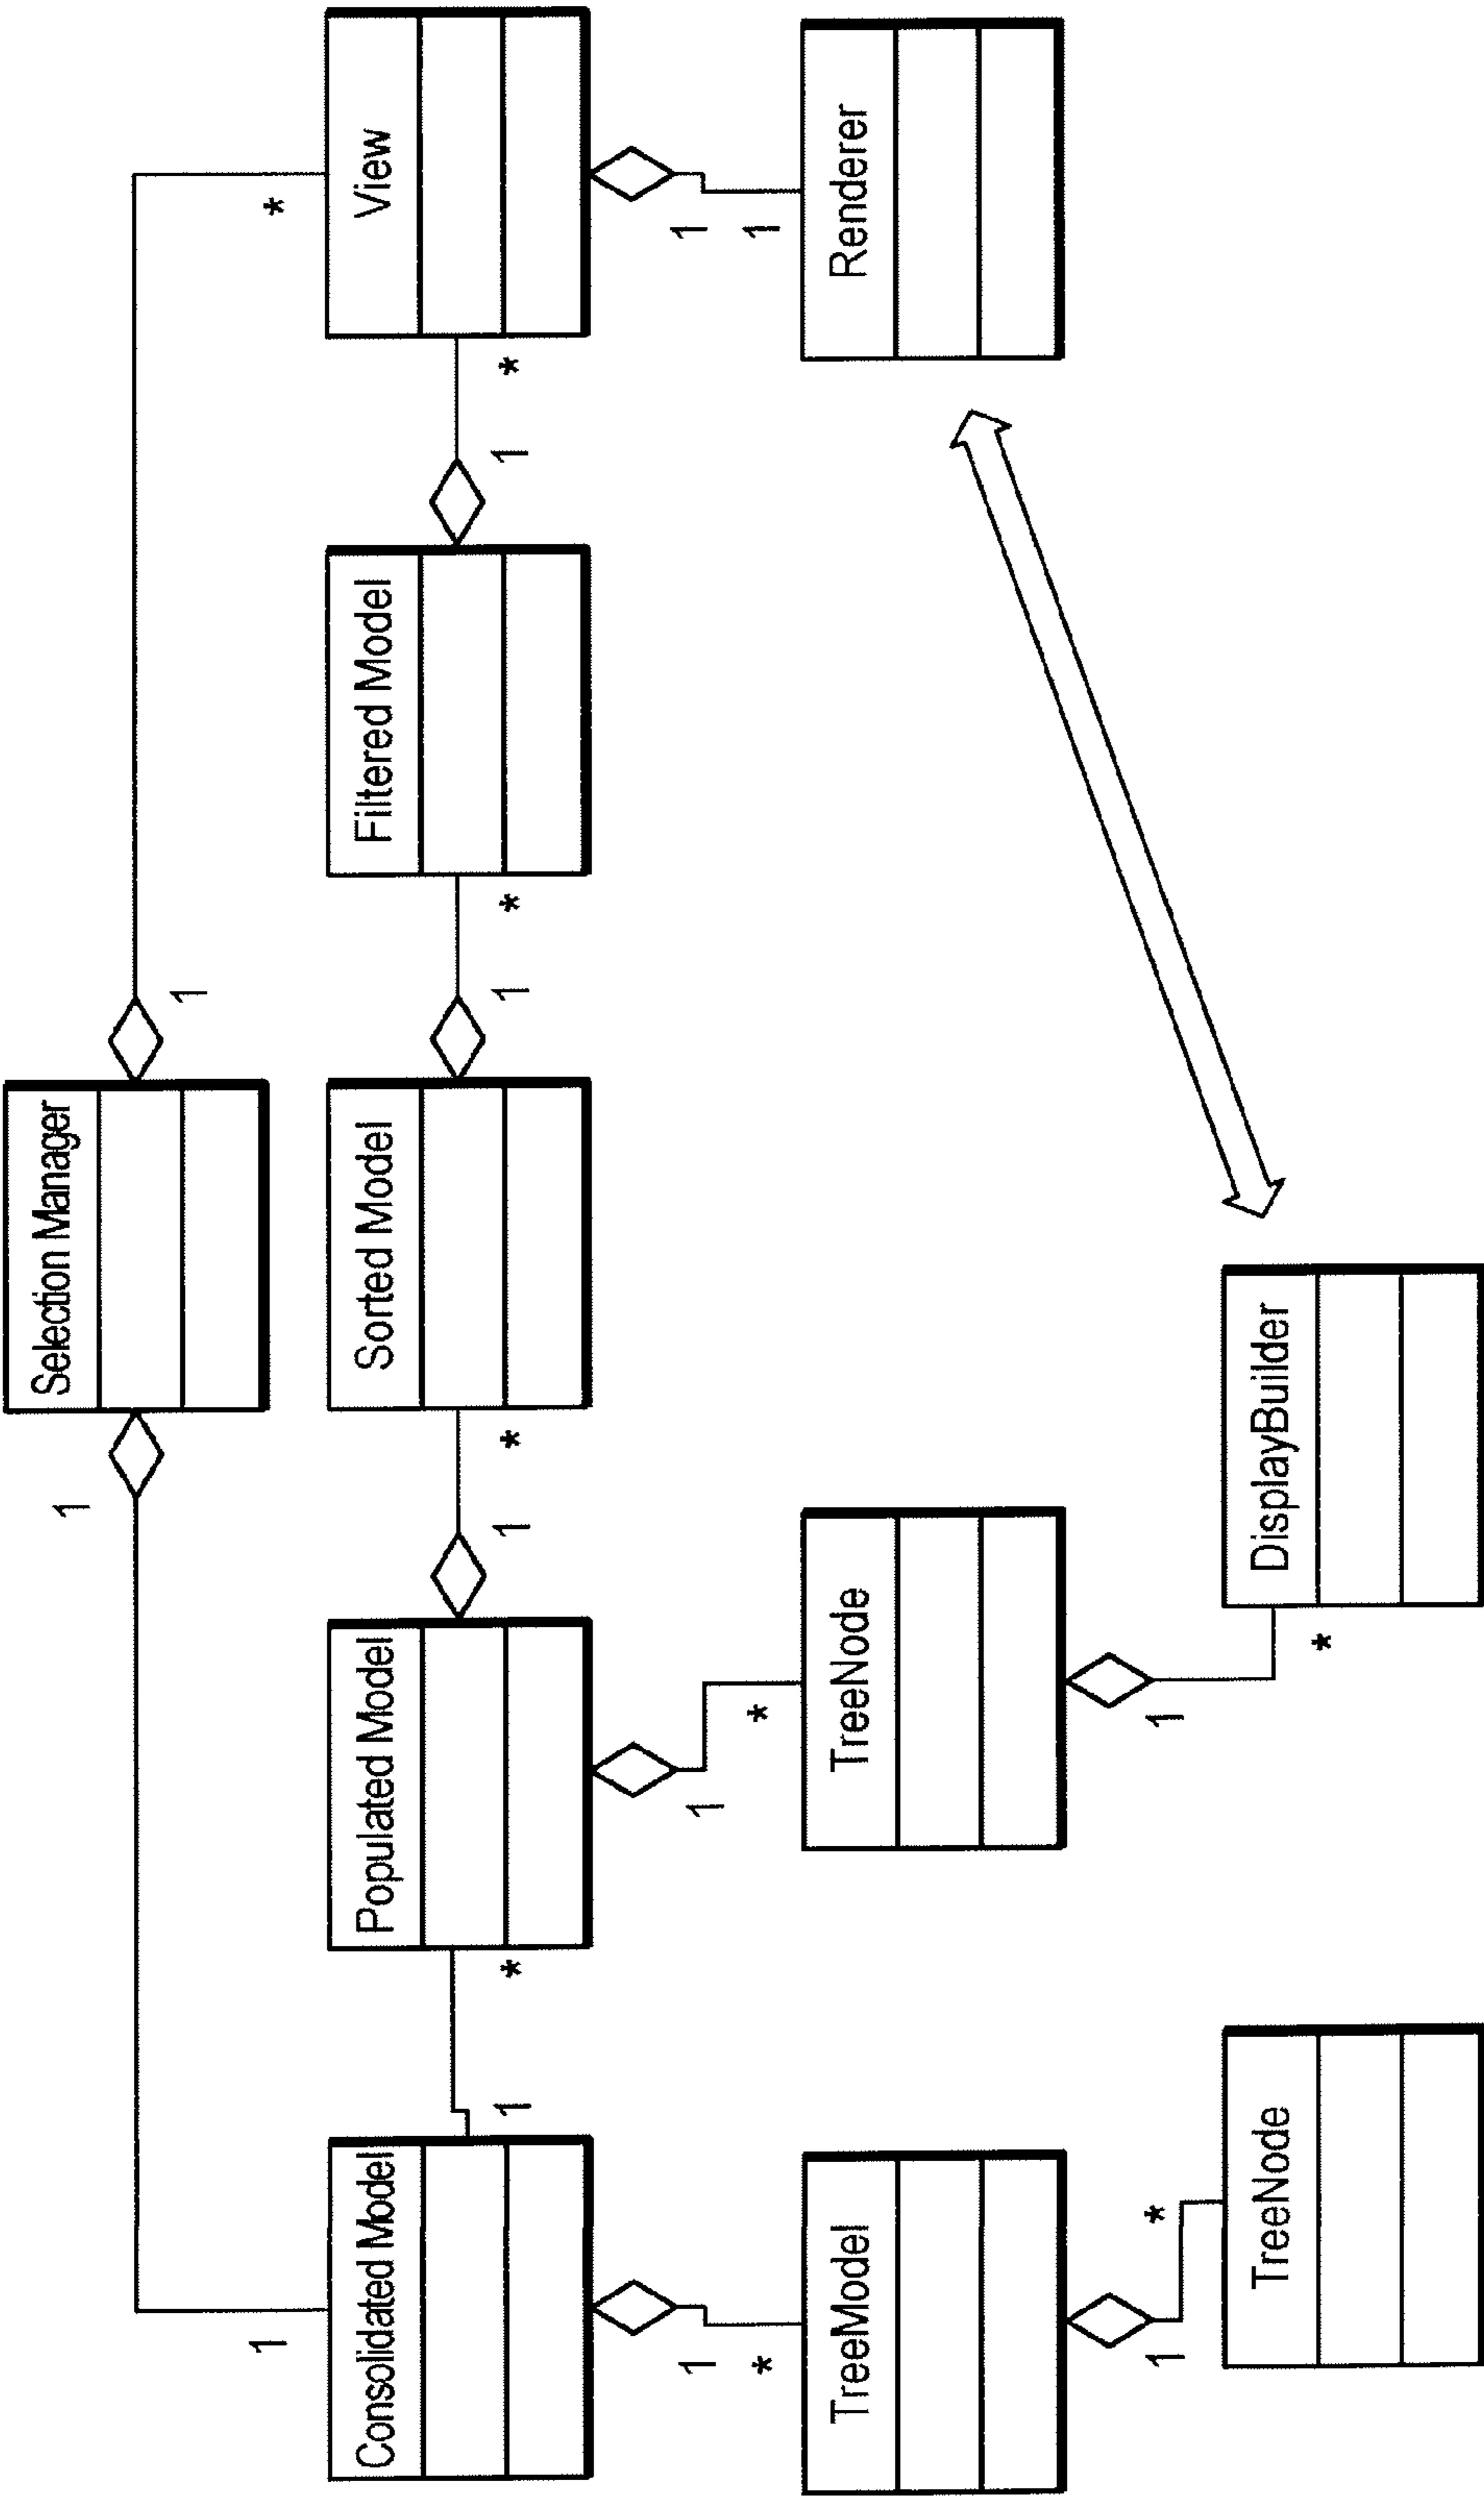 Selection Manager
1
1
1
*
Consolidated Model
Populated Model
Sorted Model
Filtered Model
View
1
*
1
*
1
*
1
*
1
1
1
*
*
1
TreeModel
TreeNode
Renderer
1
*
1
TreeNode
DisplayBuilder
*